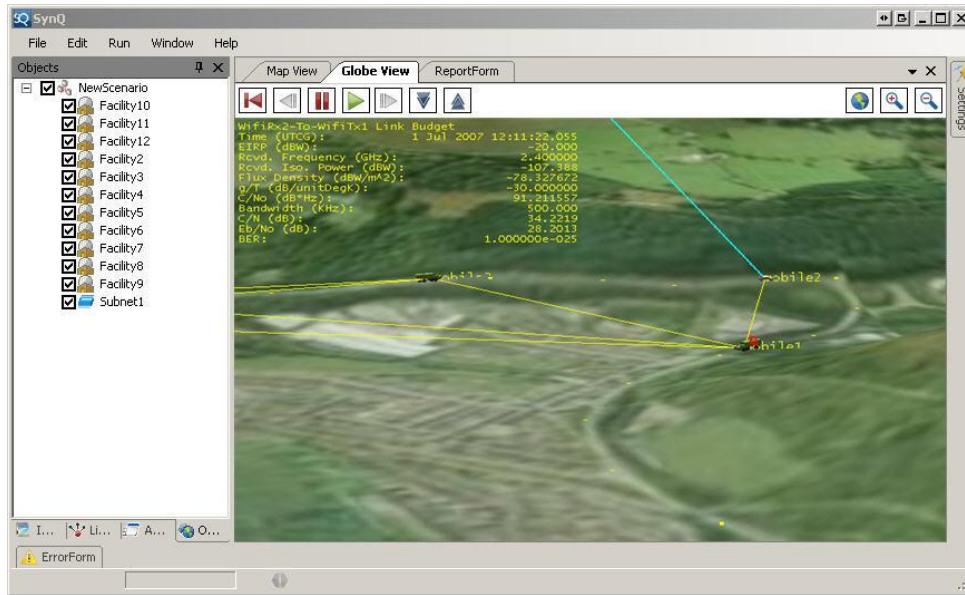 SynQ
File Edit Run Window Help
Objects
NewScenario
Facility10
Facility11
Facility12
Facility2
Facility3
Facility4
Facility5
Facility6
Facility7
Facility8
Facility9
Subnet1
I... Li... A... O...
Map View Globe View ReportForm
WifiRx2-To-WifiTx1 Link Budget
Time (UTCG): 1 Jul 2007 12:11:22.055
EIRP (dBW): -20.000
Rcvd. Frequency (GHz): 2.400000
Rcvd. Iso. Power (dBW): -107.388
Flux Density (dBW/m^2): -78.327672
g/T (dB/unitDegK): -30.000000
C/No (dB*Hz): 91.211557
Bandwidth (KHz): 500.000
C/N (dB): 34.2219
Eb/No (dB): 28.2013
BER: 1.000000e-025
obile2
obile1
Settings
ErrorForm